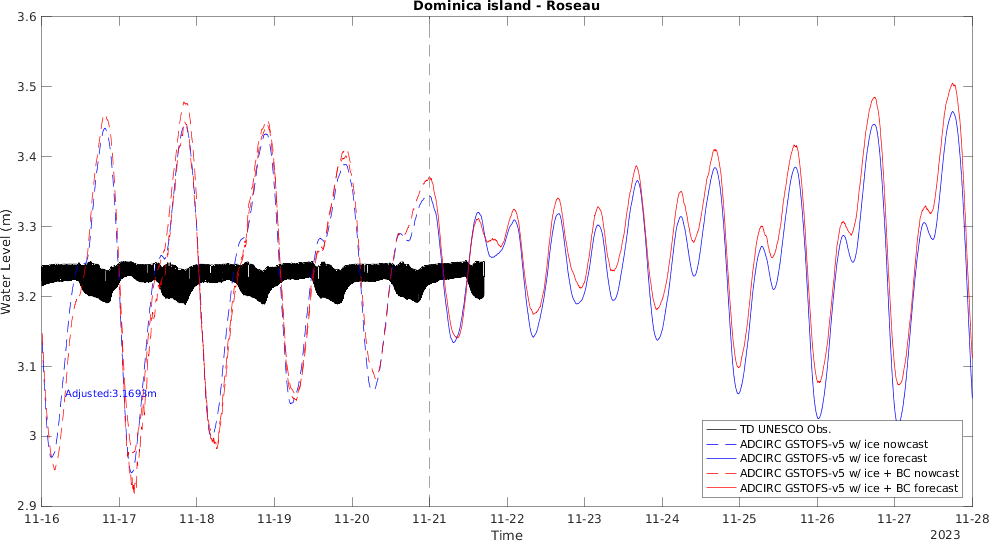 Dominica island - Roseau
3.6
3.5
3.4
3.3
3.2
3.1
3
2.9
Water Level (m)
Adjusted:3.1693m
TD UNESCO Obs.
ADCIRC GSTOFS-v5 w/ ice nowcast
ADCIRC GSTOFS-v5 w/ ice forecast
ADCIRC GSTOFS-v5 w/ ice + BC nowcast
ADCIRC GSTOFS-v5 w/ ice + BC forecast
11-16 11-17 11-18 11-19 11-20 11-21 11-22 11-23 11-24 11-25 11-26 11-27 11-28
Time
2023